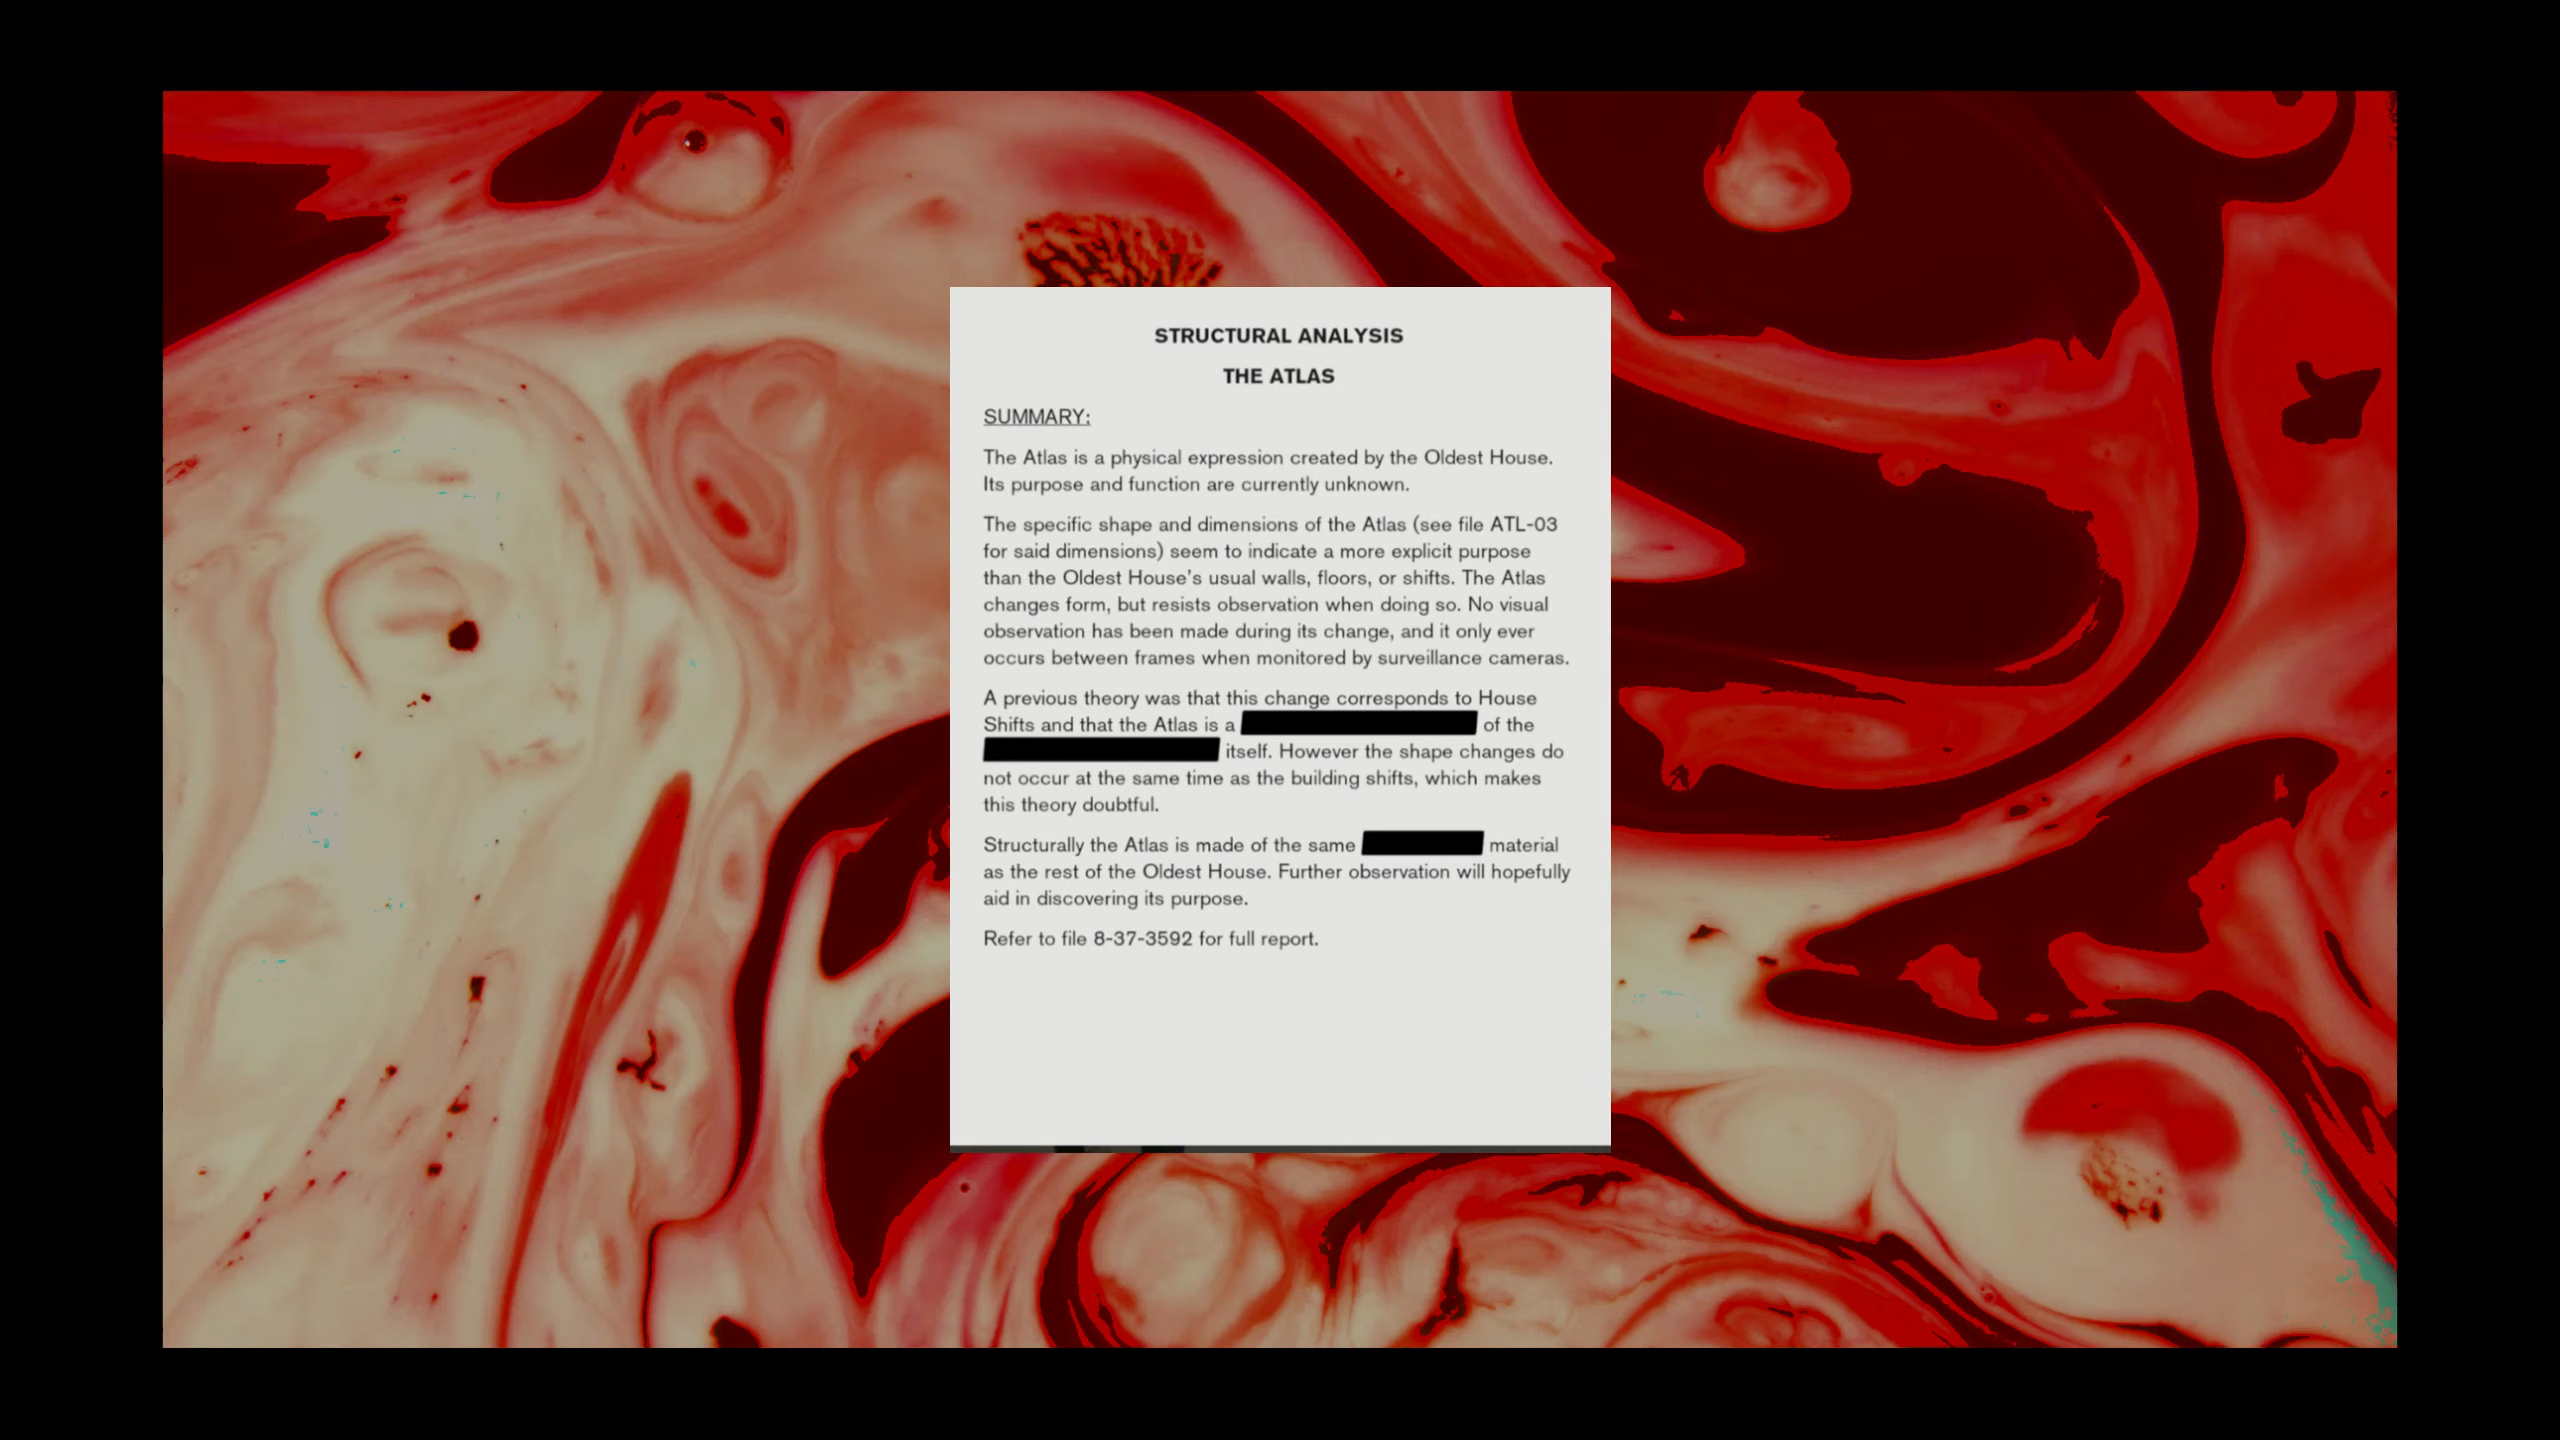 STRUCTURAL ANALYSIS
THE ATLAS
SUMMARY:
The Atlas is a physical expression created by the Oldest House.
Its purpose and function are currently unknown.
The specific shape and dimensions of the Atlas (see file ATL-03
for said dimensions) seem to indicate a more explicit purpose
than the Oldest House's usual walls, floors, or shifts. The Atlas
changes form, but resists observation when doing so. No visual
observation has been made during its change, and it only ever
occurs between frames when monitored by surveillance cameras.
A previous theory was that this change corresponds to House
Shifts and that the Atlas is a of the
itself. However the shape changes do
not occur at the same time as the building shifts, which makes
this theory doubtful.
Structurally the Atlas is made of the same material
as the rest of the Oldest House. Further observation will hopefully
aid in discovering its purpose.
Refer to file 8-37-3592 for full report.